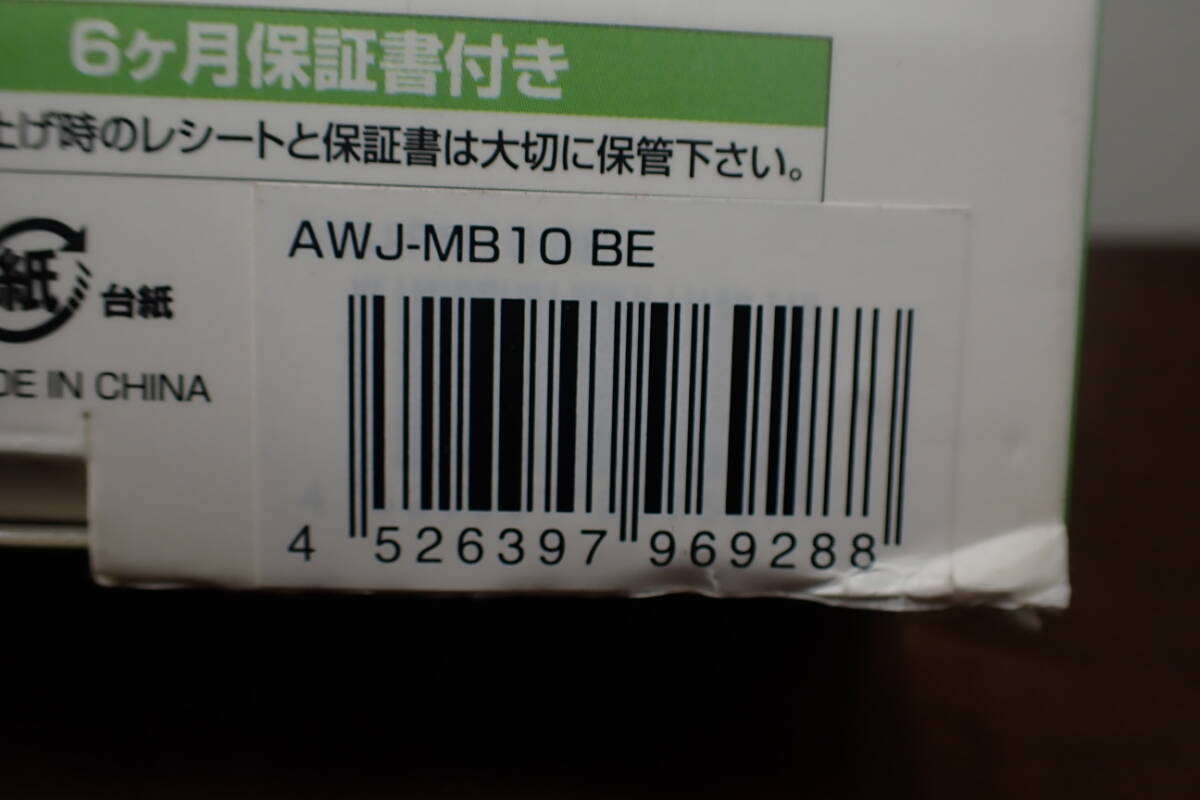 6ヶ月保証書付き
上げ時のレシートと保証書は大切に保管下さい。
AWJ-MB10 BE
紙
台紙
DE IN CHINA
4 526397 969288